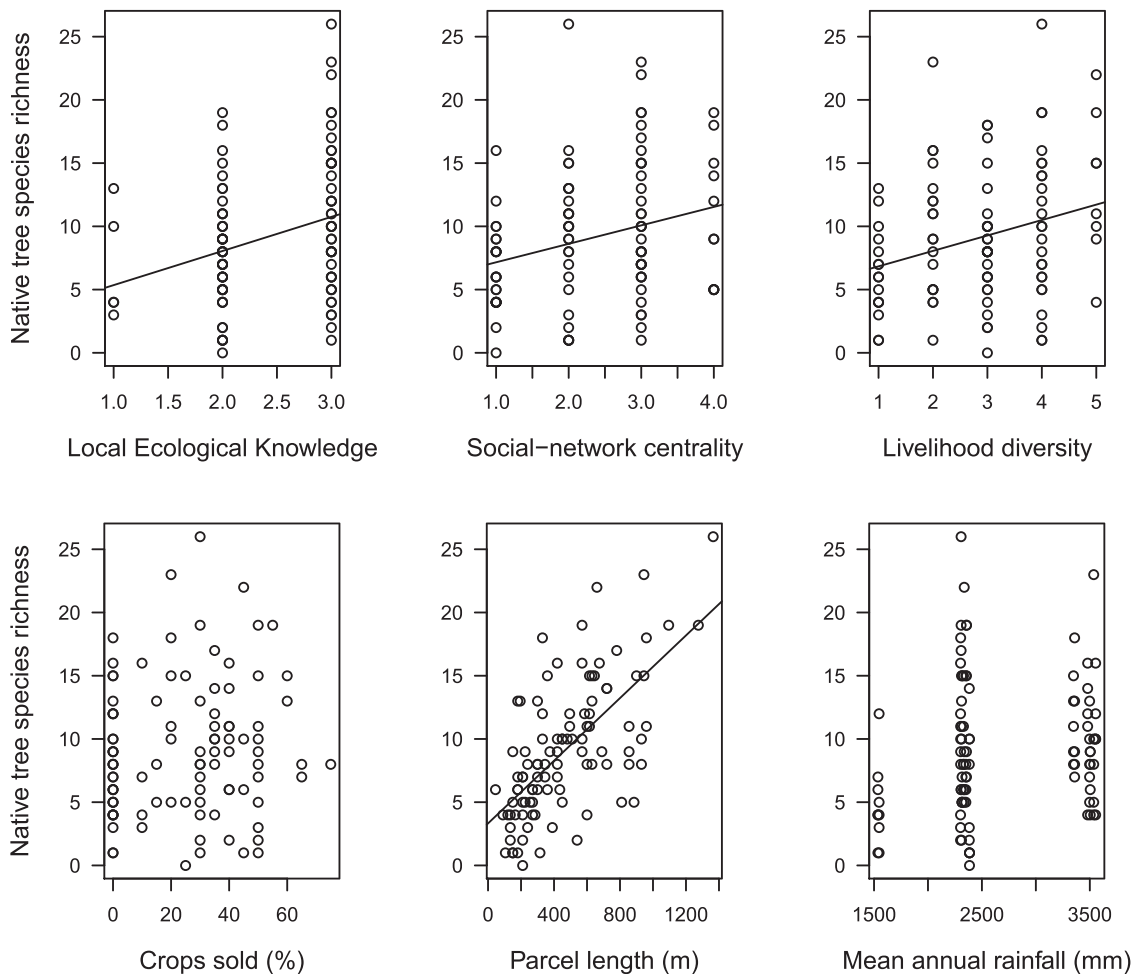 Native tree species richness
25
20
15
10
5
0
1.0 1.5 2.0 2.5 3.0
Local Ecological Knowledge
25
20
15
10
5
0
1.0 2.0 3.0 4.0
Social−network centrality
25
20
15
10
5
0
1 2 3 4 5
Livelihood diversity
Native tree species richness
25
20
15
10
5
0
0 20 40 60
Crops sold (%)
25
20
15
10
5
0
0 400 800 1200
Parcel length (m)
25
20
15
10
5
0
1500 2500 3500
Mean annual rainfall (mm)